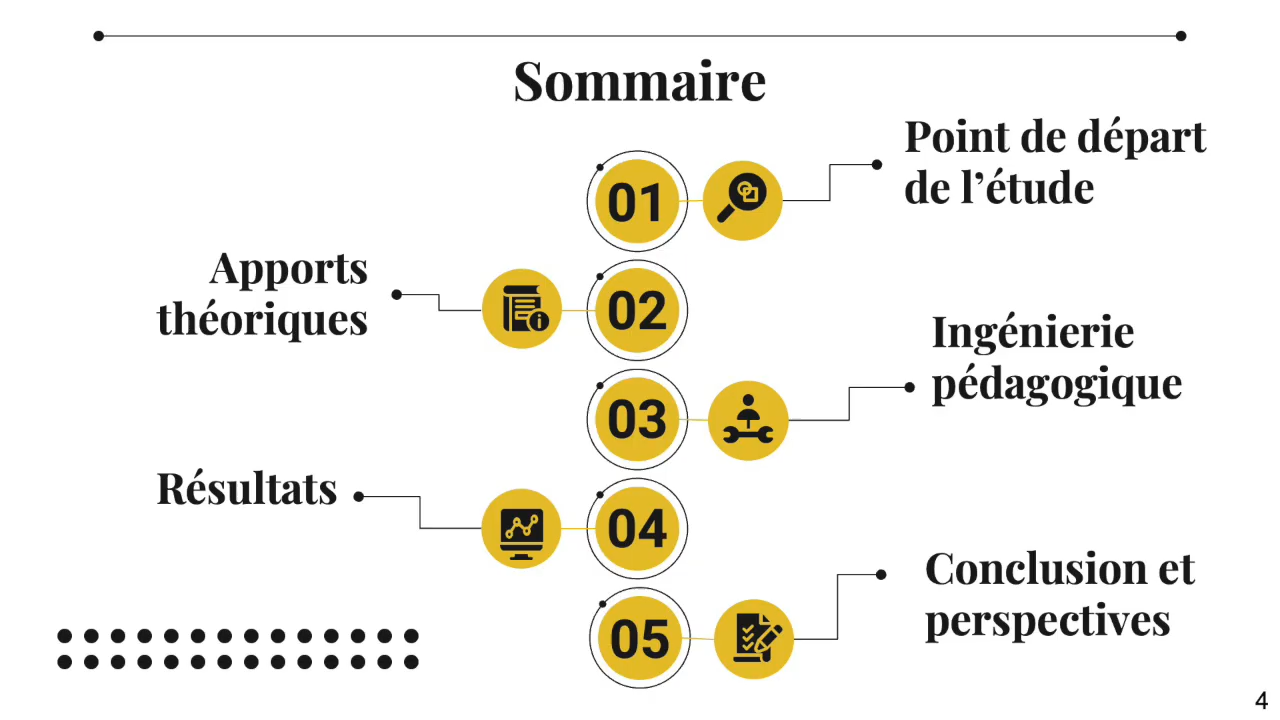 Sommaire
01
Point de départ
de l’étude
02
Apports
théoriques
03
Ingénierie
pédagogique
04
Résultats
05
Conclusion et
perspectives
4